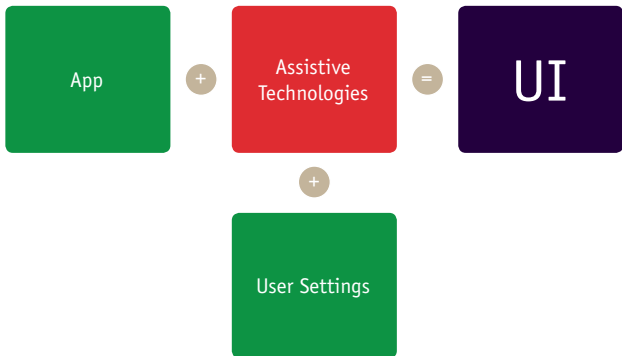 App
+
Assistive
Technologies
=
UI
+
User Settings